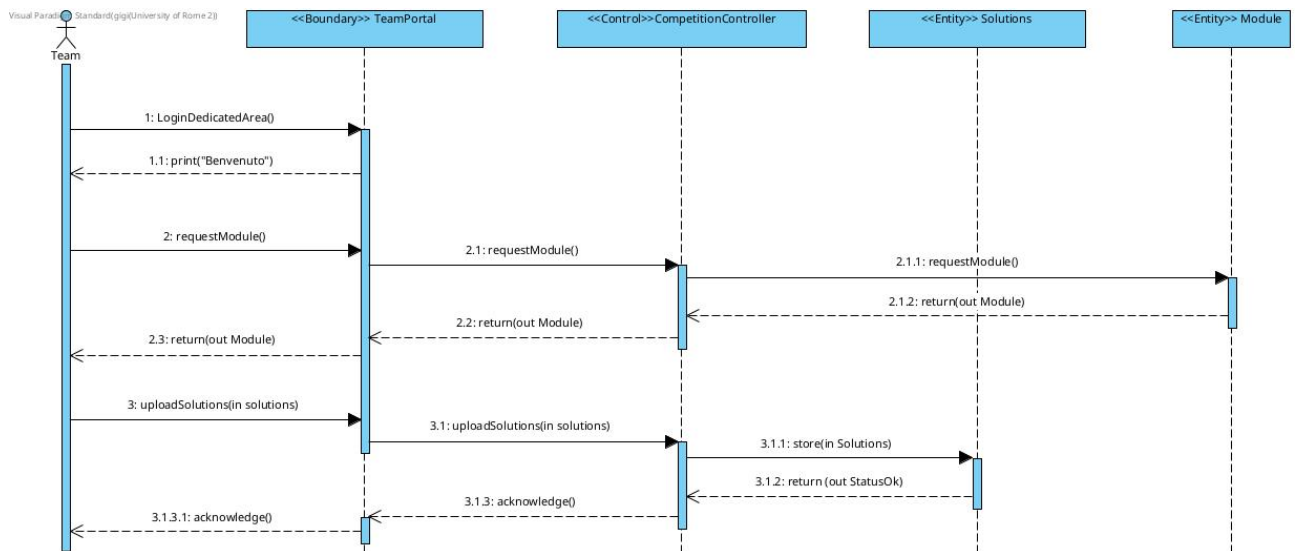 Visual Paradigm Standard(gigi(University of Rome 2))
Team
<<Boundary>> TeamPortal
<<Control>>CompetitionController
<<Entity>> Solutions
<<Entity>> Module
1: LoginDedicatedArea()
1.1: print("Benvenuto")
2: requestModule()
2.1: requestModule()
2.1.1: requestModule()
2.1.2: return(out Module)
2.2: return(out Module)
2.3: return(out Module)
3: uploadSolutions(in solutions)
3.1: uploadSolutions(in solutions)
3.1.1: store(in Solutions)
3.1.2: return (out StatusOk)
3.1.3: acknowledge()
3.1.3.1: acknowledge()